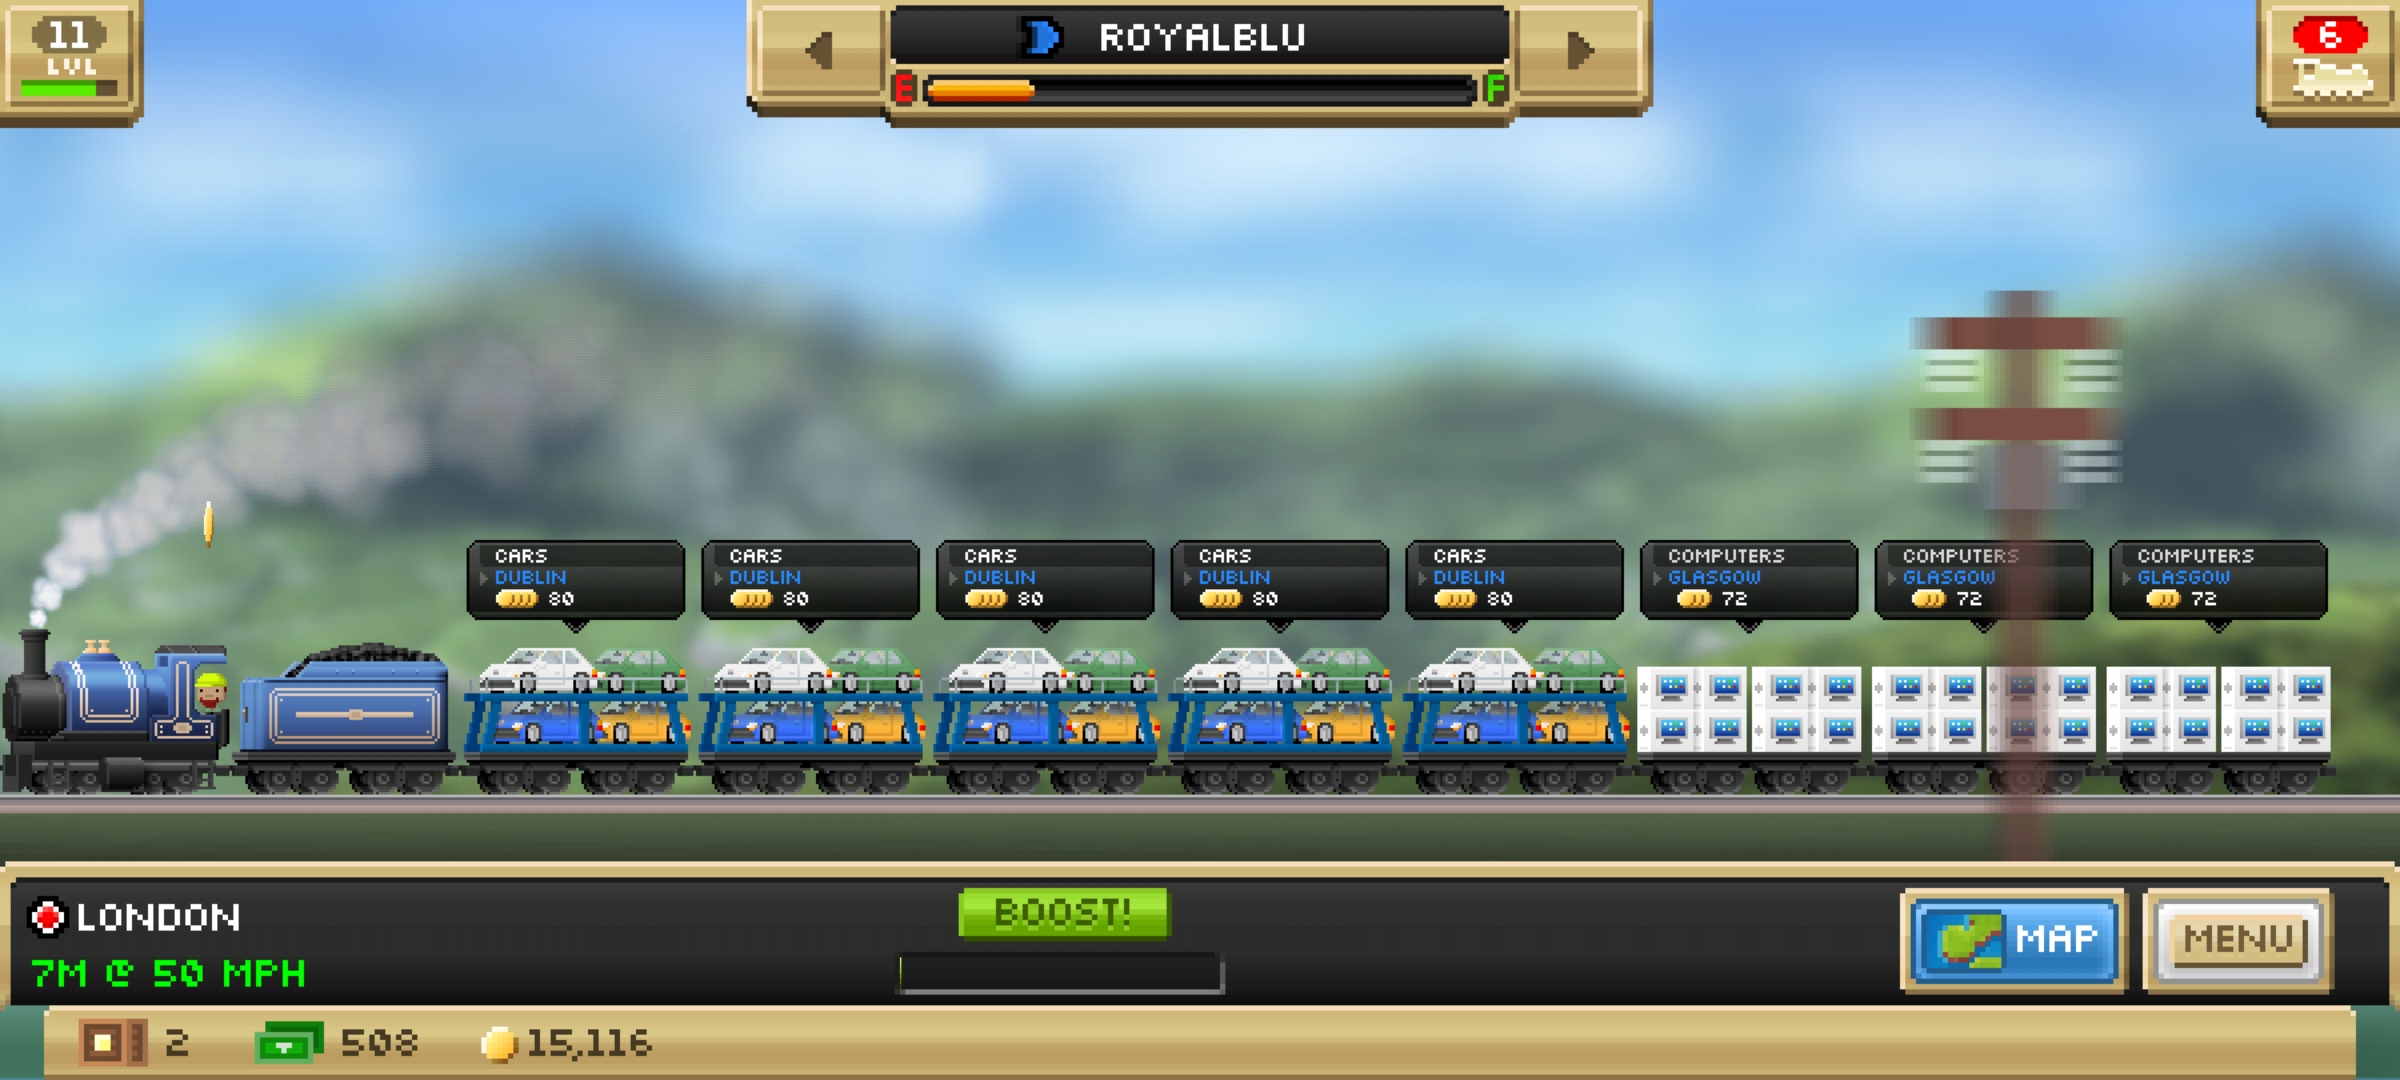 11
LVL
ROYALBLU
E
F
6
CARS
DUBLIN
80
CARS
DUBLIN
80
CARS
DUBLIN
80
CARS
DUBLIN
80
CARS
DUBLIN
80
COMPUTERS
GLASGOW
72
COMPUTERS
GLASGOW
72
COMPUTERS
GLASGOW
72
LONDON
7M @ 50 MPH
BOOST!
MAP
MENU
2
508
15,116